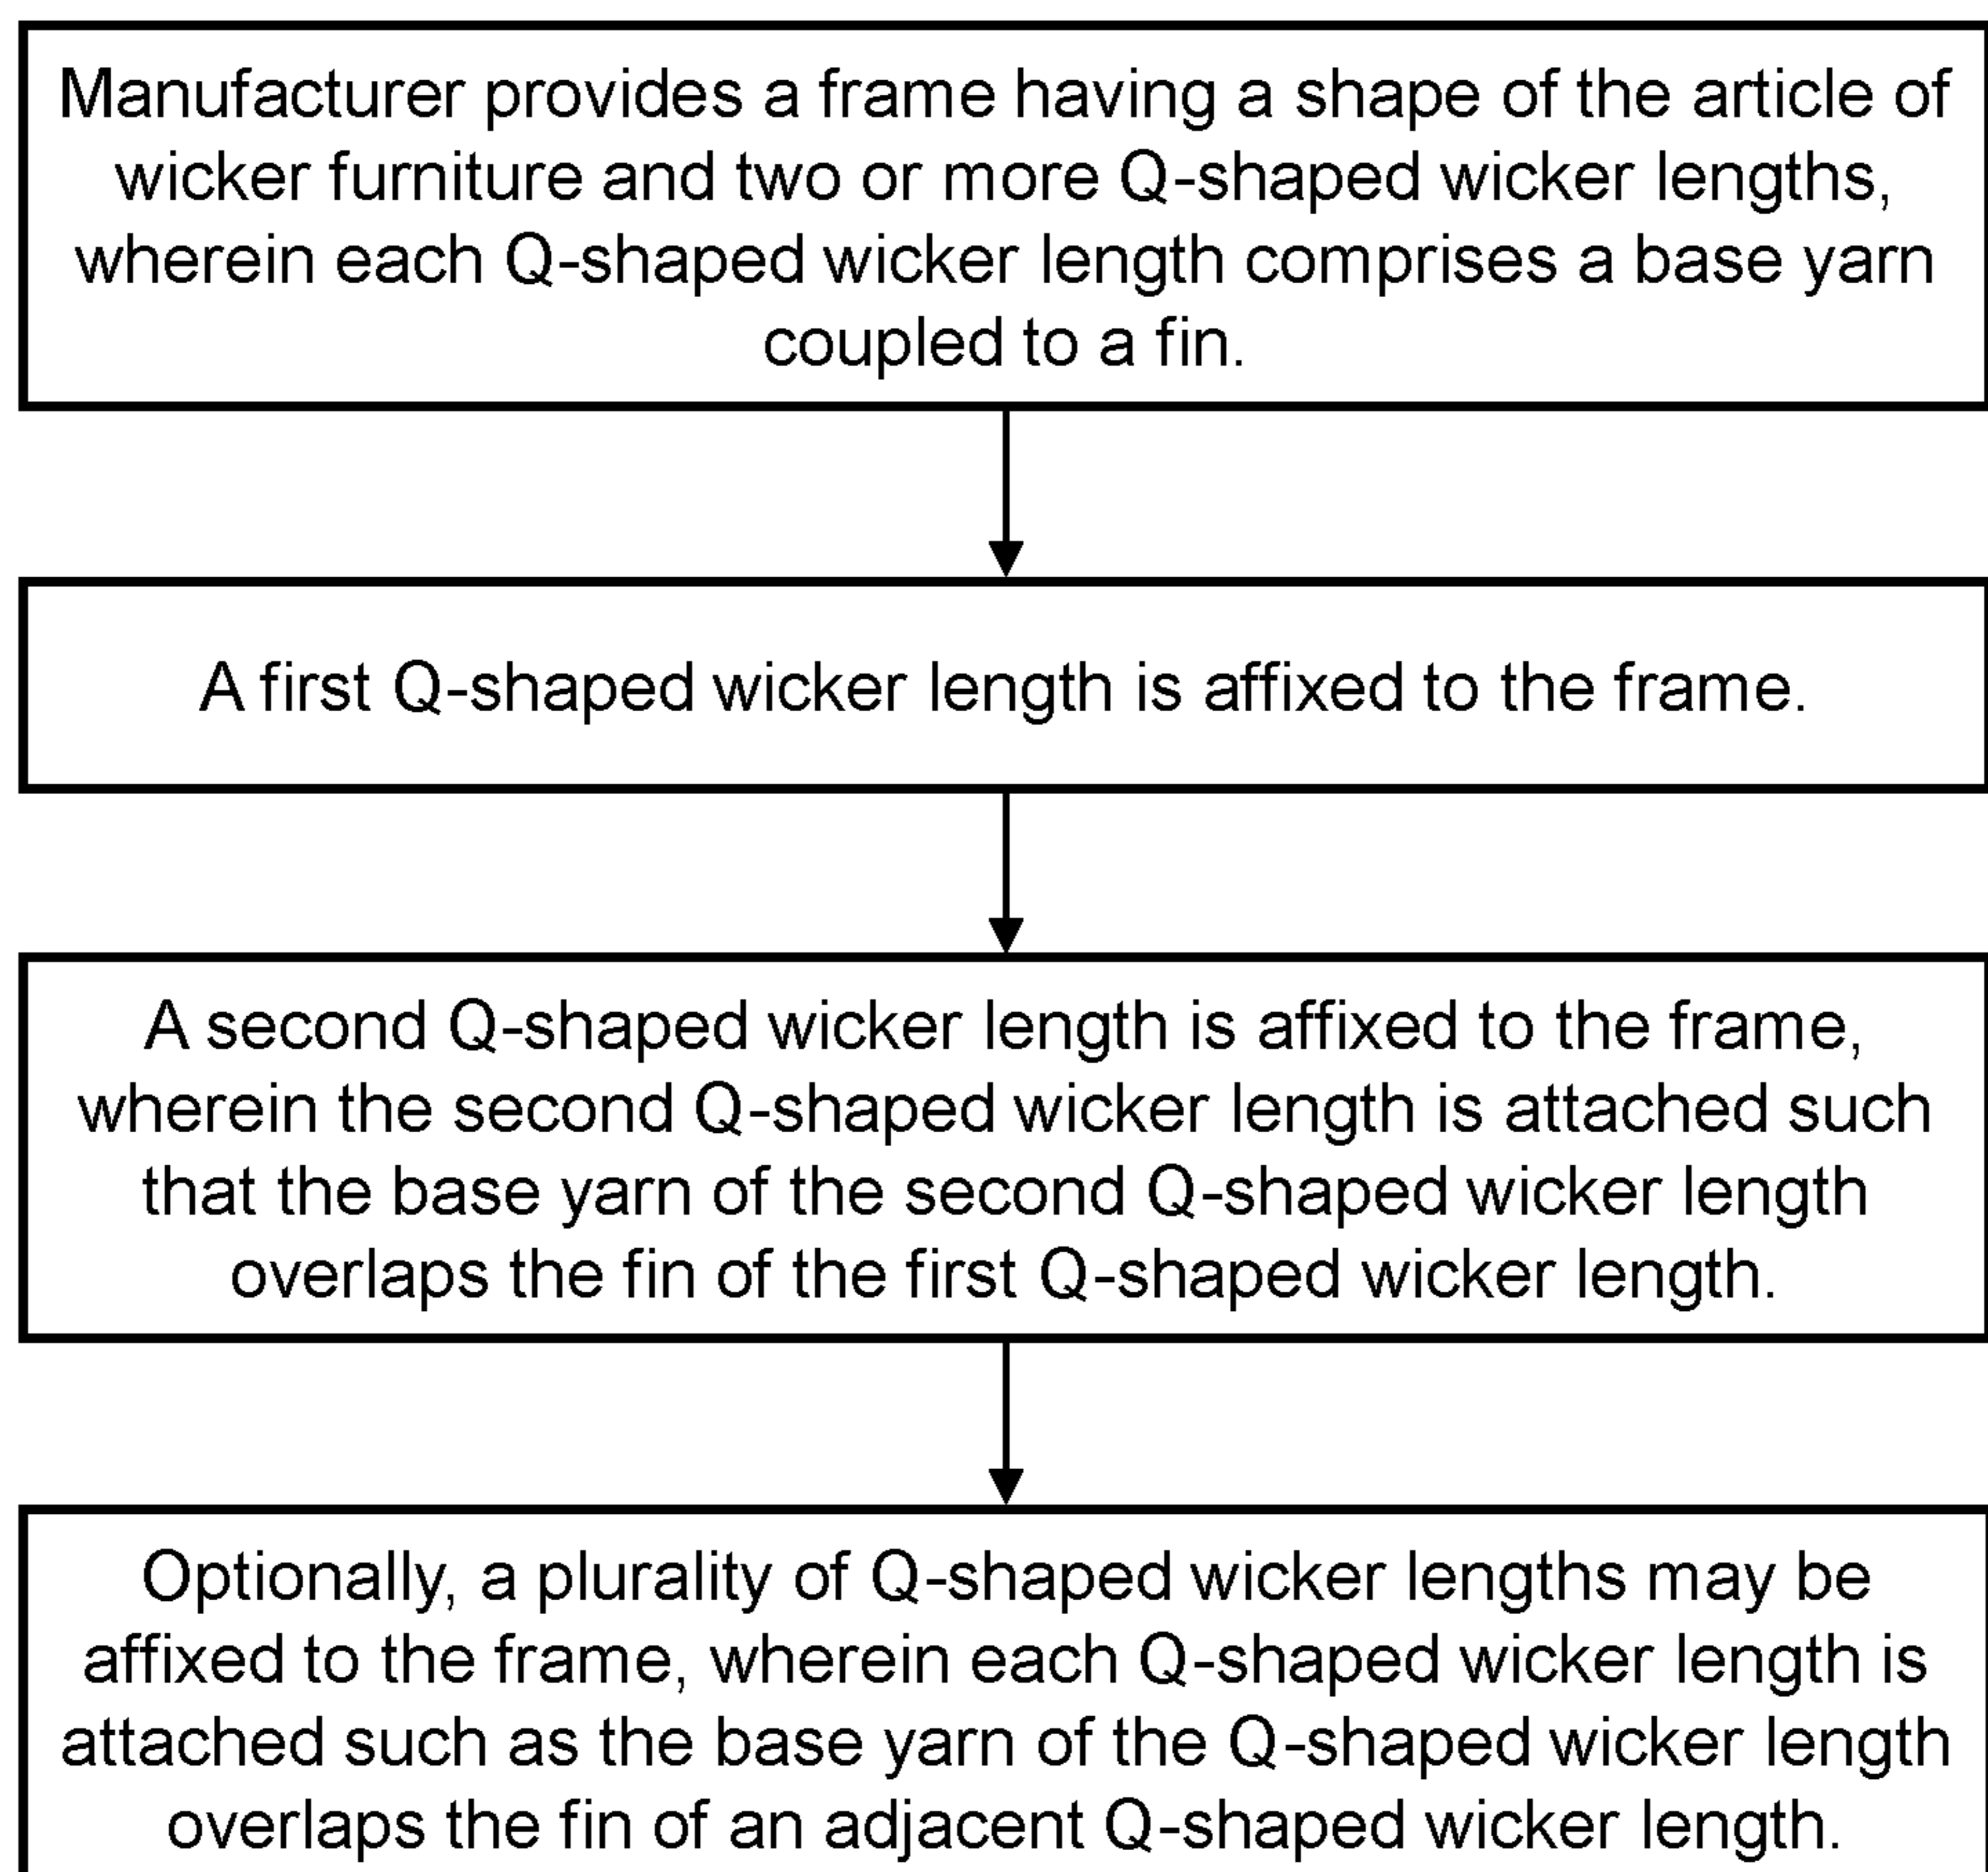 Manufacturer provides a frame having a shape of the article of
wicker furniture and two or more Q-shaped wicker lengths,
wherein each Q-shaped wicker length comprises a base yarn
coupled to a fin.
A first Q-shaped wicker length is affixed to the frame.
A second Q-shaped wicker length is affixed to the frame,
wherein the second Q-shaped wicker length is attached such
that the base yarn of the second Q-shaped wicker length
overlaps the fin of the first Q-shaped wicker length.
Optionally, a plurality of Q-shaped wicker lengths may be
affixed to the frame, wherein each Q-shaped wicker length is
attached such as the base yarn of the Q-shaped wicker length
overlaps the fin of an adjacent Q-shaped wicker length.